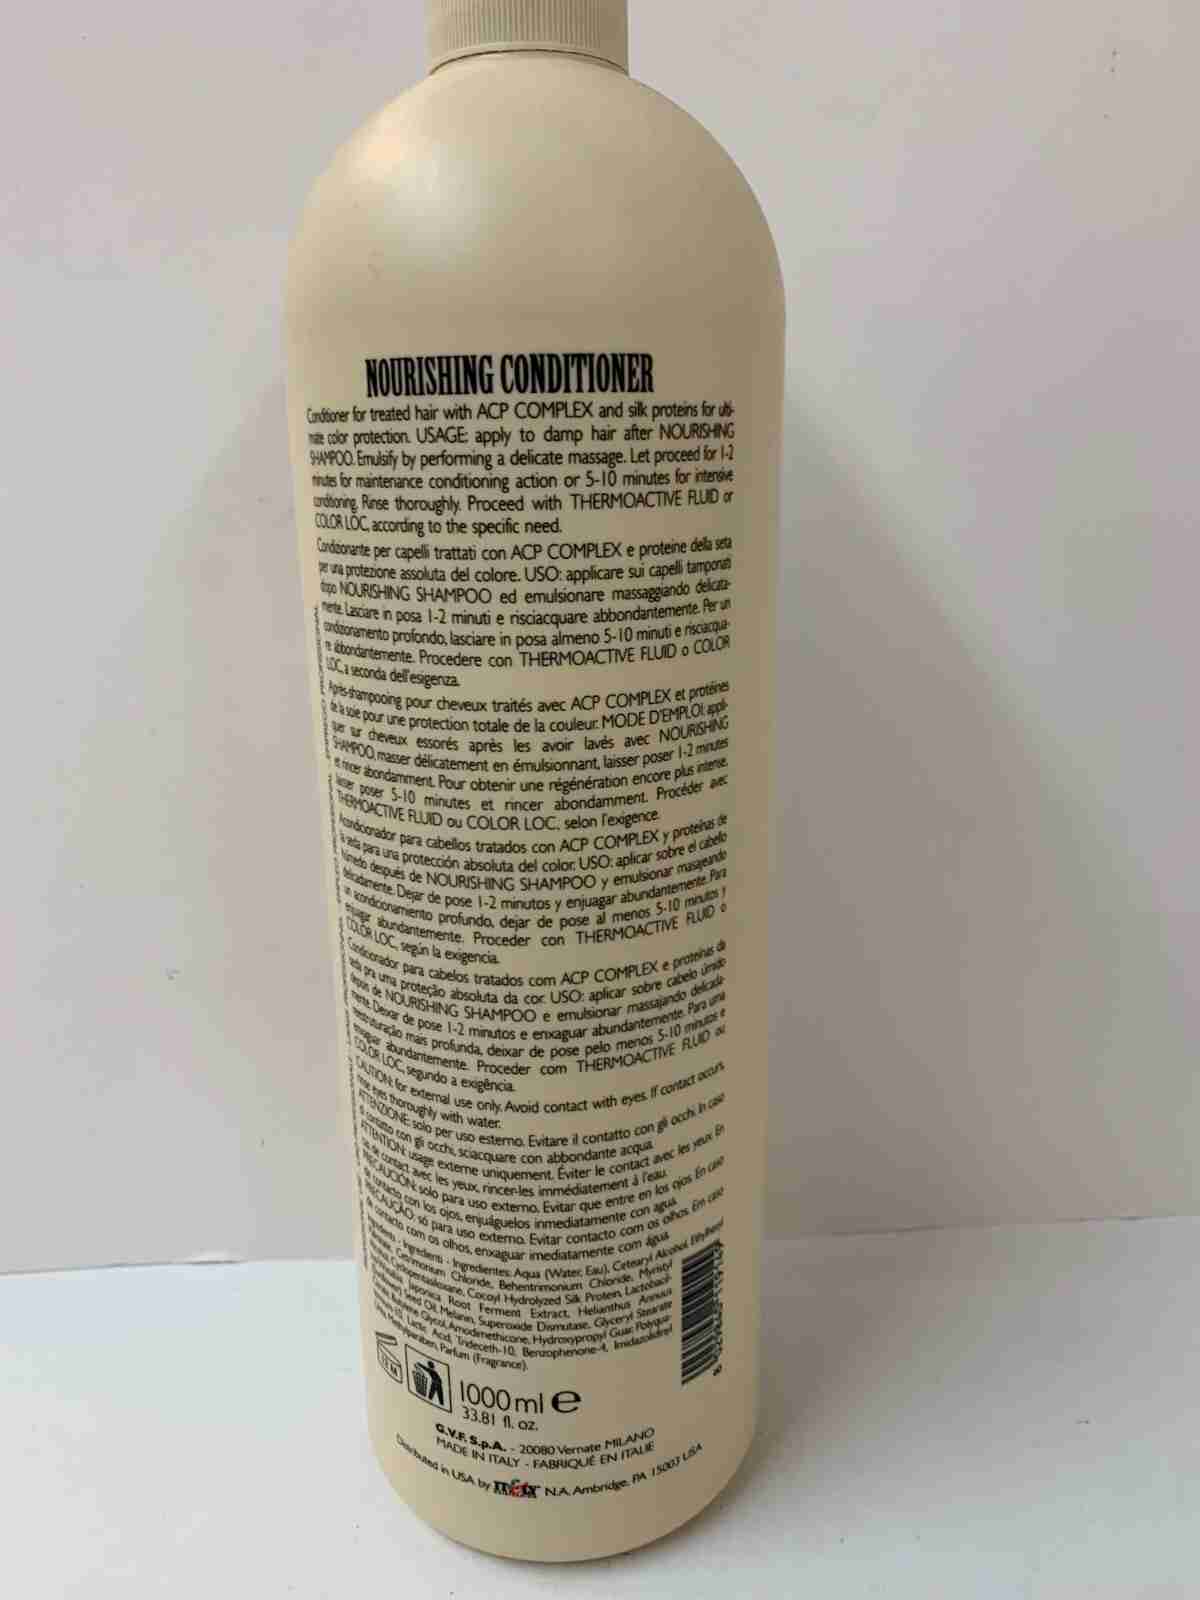 NOURISHING CONDITIONER
Conditioner for treated hair with ACP COMPLEX and silk proteins for ulti-
mate color protection. USAGE: apply to damp hair after NOURISHING
SHAMPOO. Emulsify by performing a delicate massage. Let proceed for 1-2
minutes for maintenance conditioning action or 5-10 minutes for intensive
conditioning. Rinse thoroughly. Proceed with THERMOACTIVE FLUID or
COLOR LOC, according to the specific need.
Condizionante per capelli trattati con ACP COMPLEX e proteine della seta
per una protezione assoluta del colore. USO: applicare sui capelli tamponati
dopo NOURISHING SHAMPOO ed emulsionare massaggiando delicata-
mente. Lasciare in posa 1-2 minuti e risciacquare abbondantemente. Per un
condizionamento profondo, lasciare in posa almeno 5-10 minuti e risciacqua-
re abbondantemente. Procedere con THERMOACTIVE FLUID o COLOR
LOC, a seconda dell'esigenza.
Après-shampooing pour cheveux traités avec ACP COMPLEX et protéines
de la soie pour une protection totale de la couleur. MODE D'EMPLOI: appli-
quer sur cheveux essorés après les avoir lavés avec NOURISHING
SHAMPOO, masser délicatement en émulsionnant, laisser poser 1-2 minutes
et rincer abondamment. Pour obtenir une régénération encore plus intense,
laisser poser 5-10 minutes et rincer abondamment. Procéder avec
THERMOACTIVE FLUID ou COLOR LOC, selon l'exigence.
Acondicionador para cabellos tratados con ACP COMPLEX y proteínas de
la seda para una protección absoluta del color. USO: aplicar sobre el cabello
húmedo después de NOURISHING SHAMPOO y emulsionar masajeando
delicadamente. Dejar de pose 1-2 minutos y enjuagar abundantemente. Para
un acondicionamiento profundo, dejar de pose al menos 5-10 minutos y
enjuagar abundantemente. Proceder con THERMOACTIVE FLUID o
COLOR LOC, según la exigencia.
Condicionador para cabelos tratados com ACP COMPLEX e proteínas da
seda pra uma proteção absoluta da cor. USO: aplicar sobre cabelo úmido
depois de NOURISHING SHAMPOO e emulsionar massajando delicada-
mente. Deixar de pose 1-2 minutos e enxaguar abundantemente. Para uma
reestruturação mais profunda, deixar de pose pelo menos 5-10 minutos e
enxaguar abundantemente. Proceder com THERMOACTIVE FLUID ou
COLOR LOC, segundo a exigência.
CAUTION: for external use only. Avoid contact with eyes. If contact occurs,
rinse eyes thoroughly with water.
ATTENZIONE: solo per uso esterno. Evitare il contatto con gli occhi. In caso
di contatto con gli occhi, sciacquare con abbondante acqua.
ATTENTION: usage externe uniquement. Éviter le contact avec les yeux. En
cas de contact avec les yeux, rincer-les immédiatement à l'eau.
PRECAUCIÓN: solo para uso externo. Evitar que entre en los ojos. En caso
de contacto con los ojos, enjuáguelos inmediatamente con agua.
PRECAUÇÃO: só para uso externo. Evitar contacto com os olhos. Em caso
de contacto com os olhos, enxaguar imediatamente com água.
Ingredients - Ingredienti - Ingredientes: Aqua (Water, Eau), Cetearyl Alcohol, Ethylhexyl
Palmitate, Cetrimonium Chloride, Behentrimonium Chloride, Myristyl
Alcohol, Cyclopentasiloxane, Cocoyl Hydrolyzed Silk Protein, Lactobacil-
Japonica Root Ferment Extract, Helianthus Annuus
Seed Oil, Melanin, Superoxide Dismutase, Glyceryl Stearate
Glycol, Amodimethicone, Hydroxypropyl Guar, Polyqua-
Lactic Acid, Trideceth-10, Benzophenone-4, Imidazolidinyl
Urea, Methylparaben, Parfum (Fragrance).
12 M
1000 ml e
33.81 fl. oz.
G.V.F. S.p.A. - 20080 Vernate MILANO
MADE IN ITALY - FABRIQUÉ EN ITALIE
Distributed in USA by N.A. Ambridge, PA 15003 USA